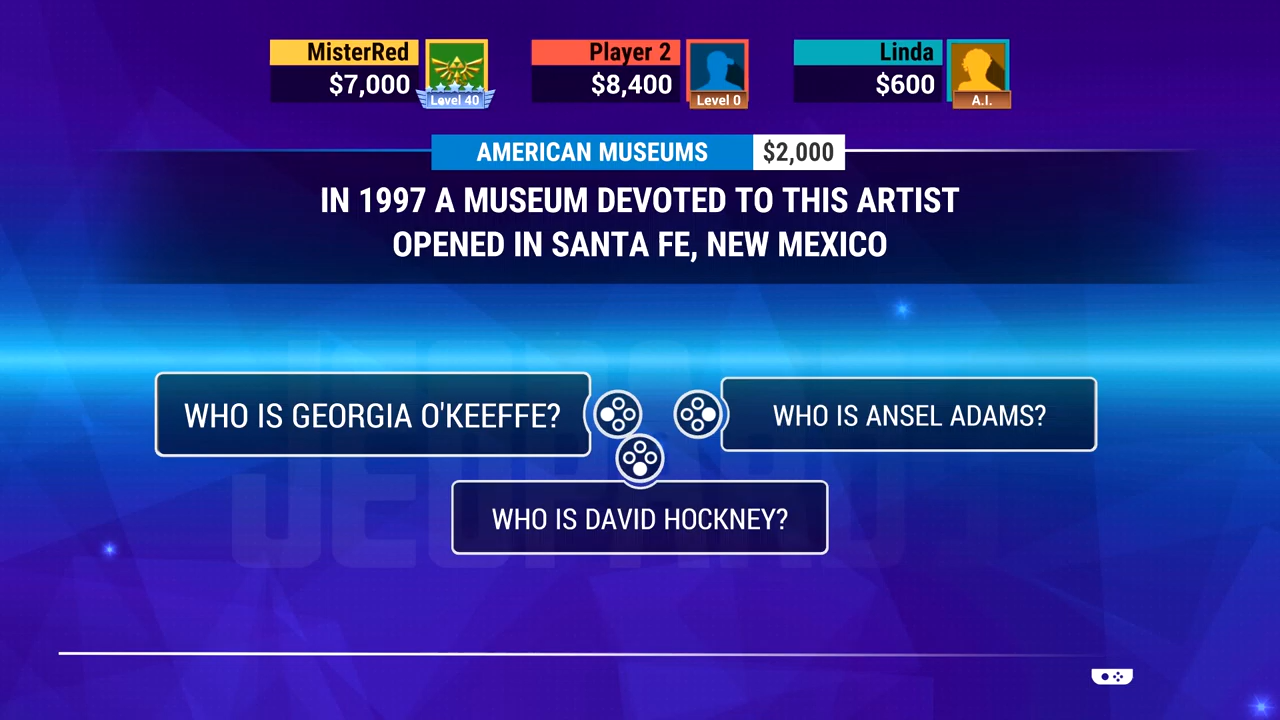 MisterRed
$7,000
Level 40
Player 2
$8,400
Level 0
Linda
$600
A.I.
AMERICAN MUSEUMS $2,000
IN 1997 A MUSEUM DEVOTED TO THIS ARTIST
OPENED IN SANTA FE, NEW MEXICO
WHO IS GEORGIA O'KEEFFE?
WHO IS ANSEL ADAMS?
WHO IS DAVID HOCKNEY?
JEOPARDY